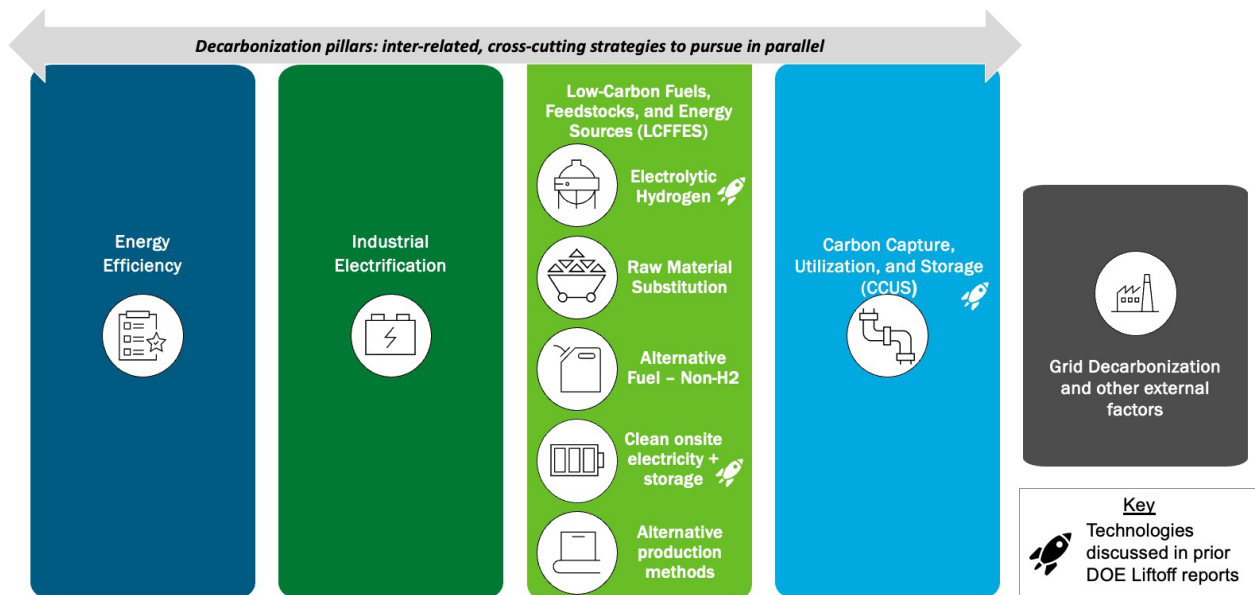 Decarbonization pillars: inter-related, cross-cutting strategies to pursue in parallel
Energy
Efficiency
Industrial
Electrification
Low-Carbon Fuels,
Feedstocks, and Energy
Sources (LCFFES)
Electrolytic
Hydrogen
Raw Material
Substitution
Alternative
Fuel – Non-H2
Clean onsite
electricity +
storage
Alternative
production
methods
Carbon Capture,
Utilization, and Storage
(CCUS)
Grid Decarbonization
and other external
factors
Key
Technologies
discussed in prior
DOE Liftoff reports